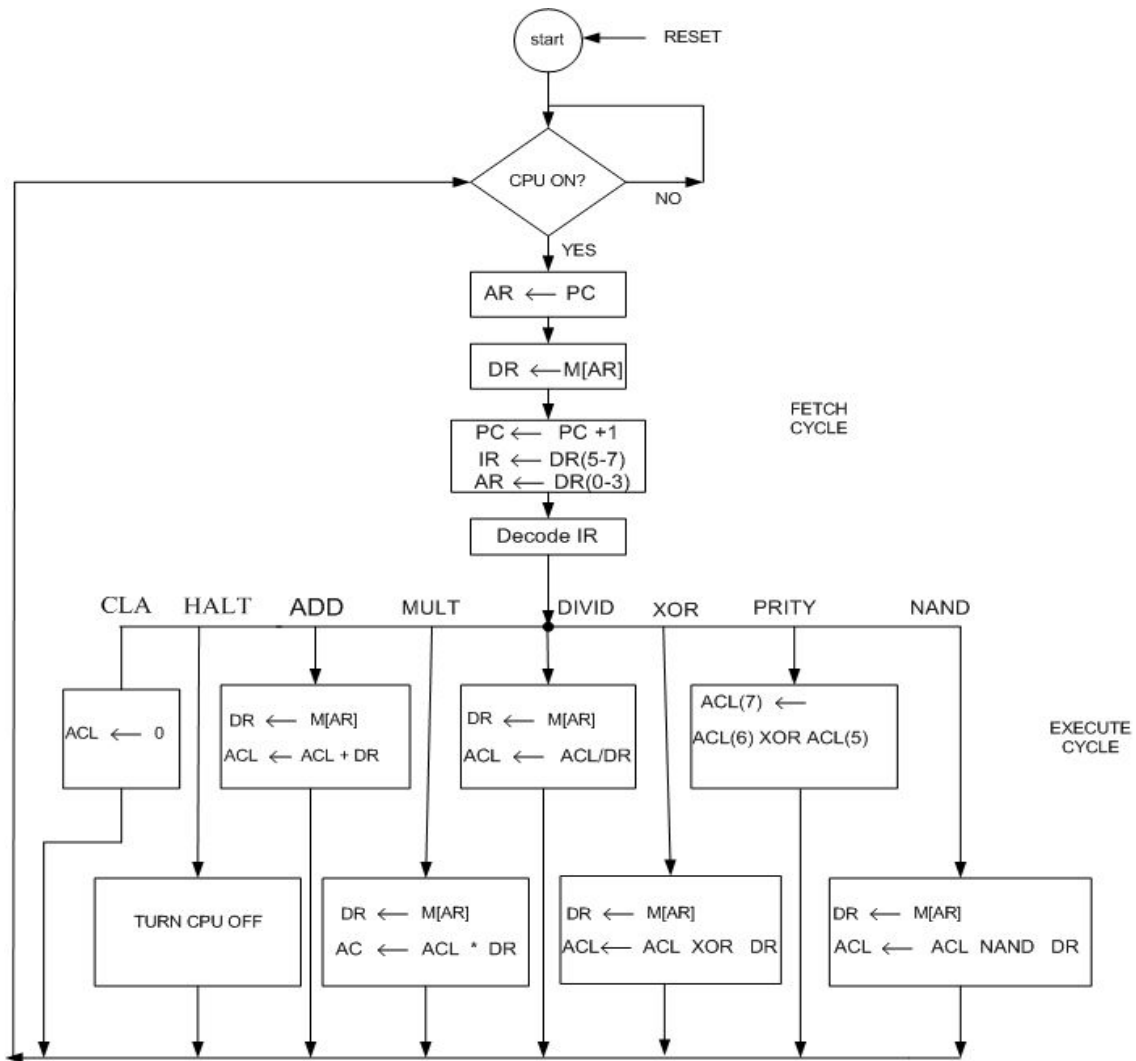 start
RESET
CPU ON?
NO
YES
AR ← PC
DR ← M[AR]
PC ← PC +1
IR ← DR(5-7)
AR ← DR(0-3)
FETCH
CYCLE
Decode IR
CLA HALT ADD MULT DIVID XOR PRITY NAND
ACL ← 0
DR ← M[AR]
ACL ← ACL + DR
DR ← M[AR]
ACL ← ACL/DR
ACL(7) ←
ACL(6) XOR ACL(5)
EXECUTE
CYCLE
TURN CPU OFF
DR ← M[AR]
AC ← ACL * DR
DR ← M[AR]
ACL← ACL XOR DR
DR ← M[AR]
ACL ← ACL NAND DR